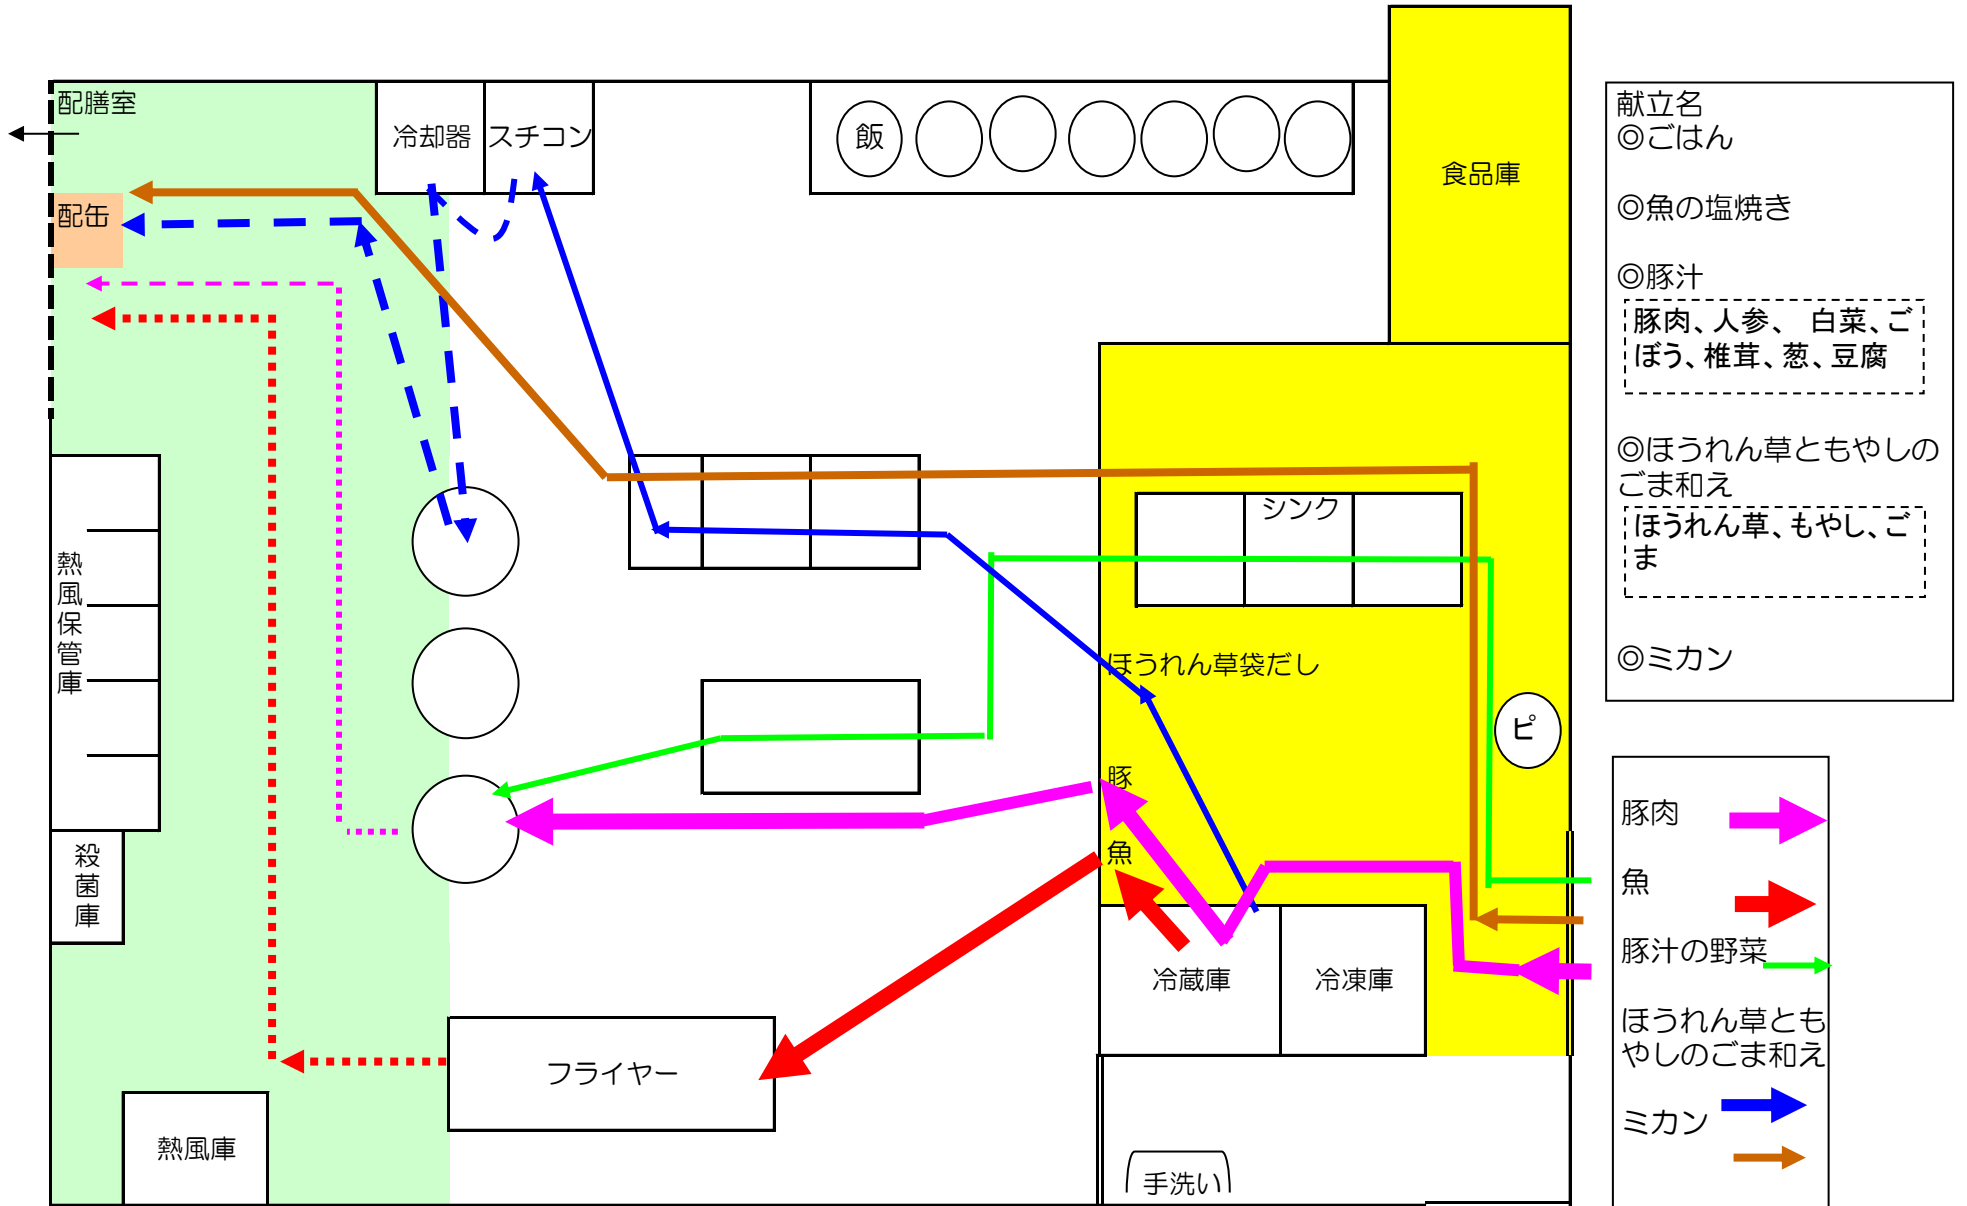 配膳室
冷却器
スチコン
飯
食品庫
配缶
シンク
熱風保管庫
ほうれん草袋だし
ピ
豚
魚
殺菌庫
冷蔵庫
冷凍庫
フライヤー
熱風庫
手洗い
献立名
◎ごはん
◎魚の塩焼き
◎豚汁
豚肉、人参、　白菜、ご
ぼう、椎茸、葱、豆腐
◎ほうれん草ともやしの
ごま和え
ほうれん草、もやし、ご
ま
◎ミカン
豚肉
魚
豚汁の野菜
ほうれん草とも
やしのごま和え
ミカン